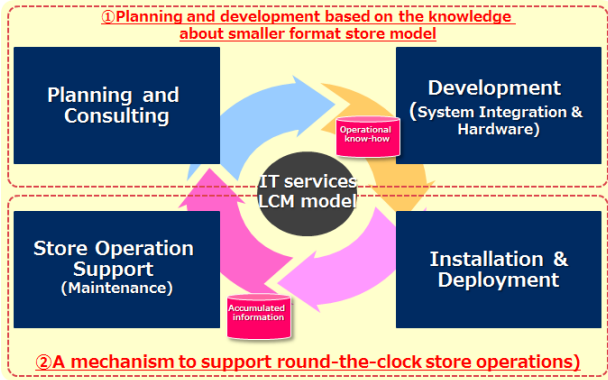 ①Planning and development based on the knowledge
about smaller format store model
Planning and
Consulting
Development
(System Integration &
Hardware)
Operational
know-how
IT services
LCM model
Store Operation
Support
(Maintenance)
Installation &
Deployment
Accumulated
information
②A mechanism to support round-the-clock store operations)